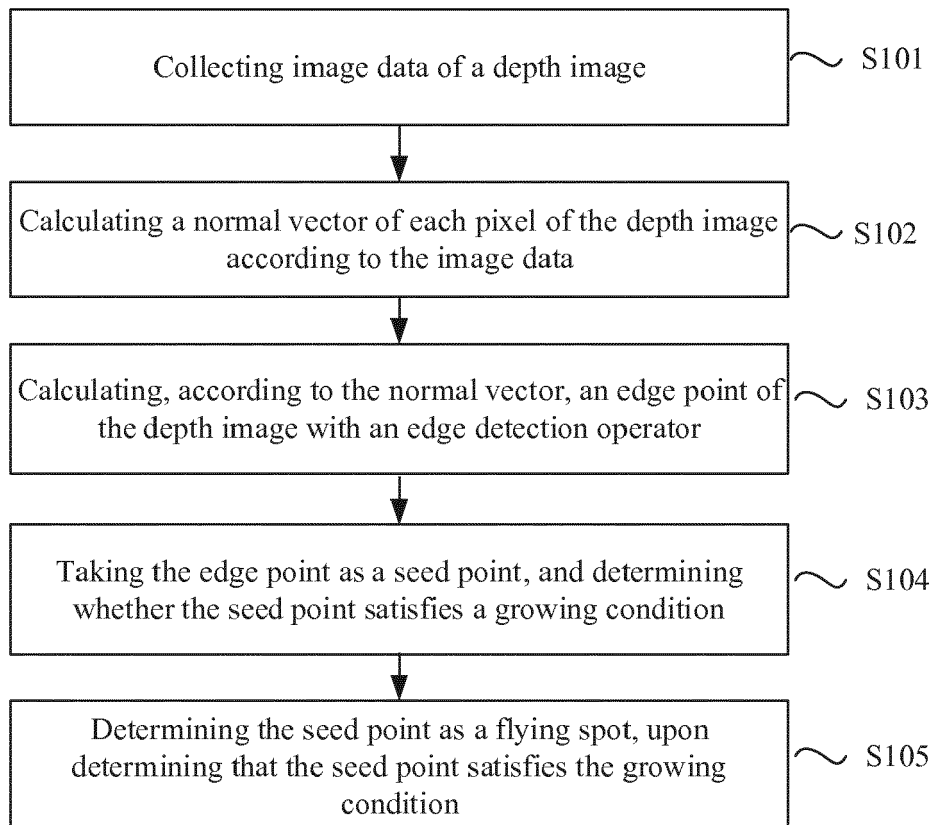 Collecting image data of a depth image
S101
Calculating a normal vector of each pixel of the depth image
according to the image data
S102
Calculating, according to the normal vector, an edge point of
the depth image with an edge detection operator
S103
Taking the edge point as a seed point, and determining
whether the seed point satisfies a growing condition
S104
Determining the seed point as a flying spot, upon
determining that the seed point satisfies the growing
condition
S105